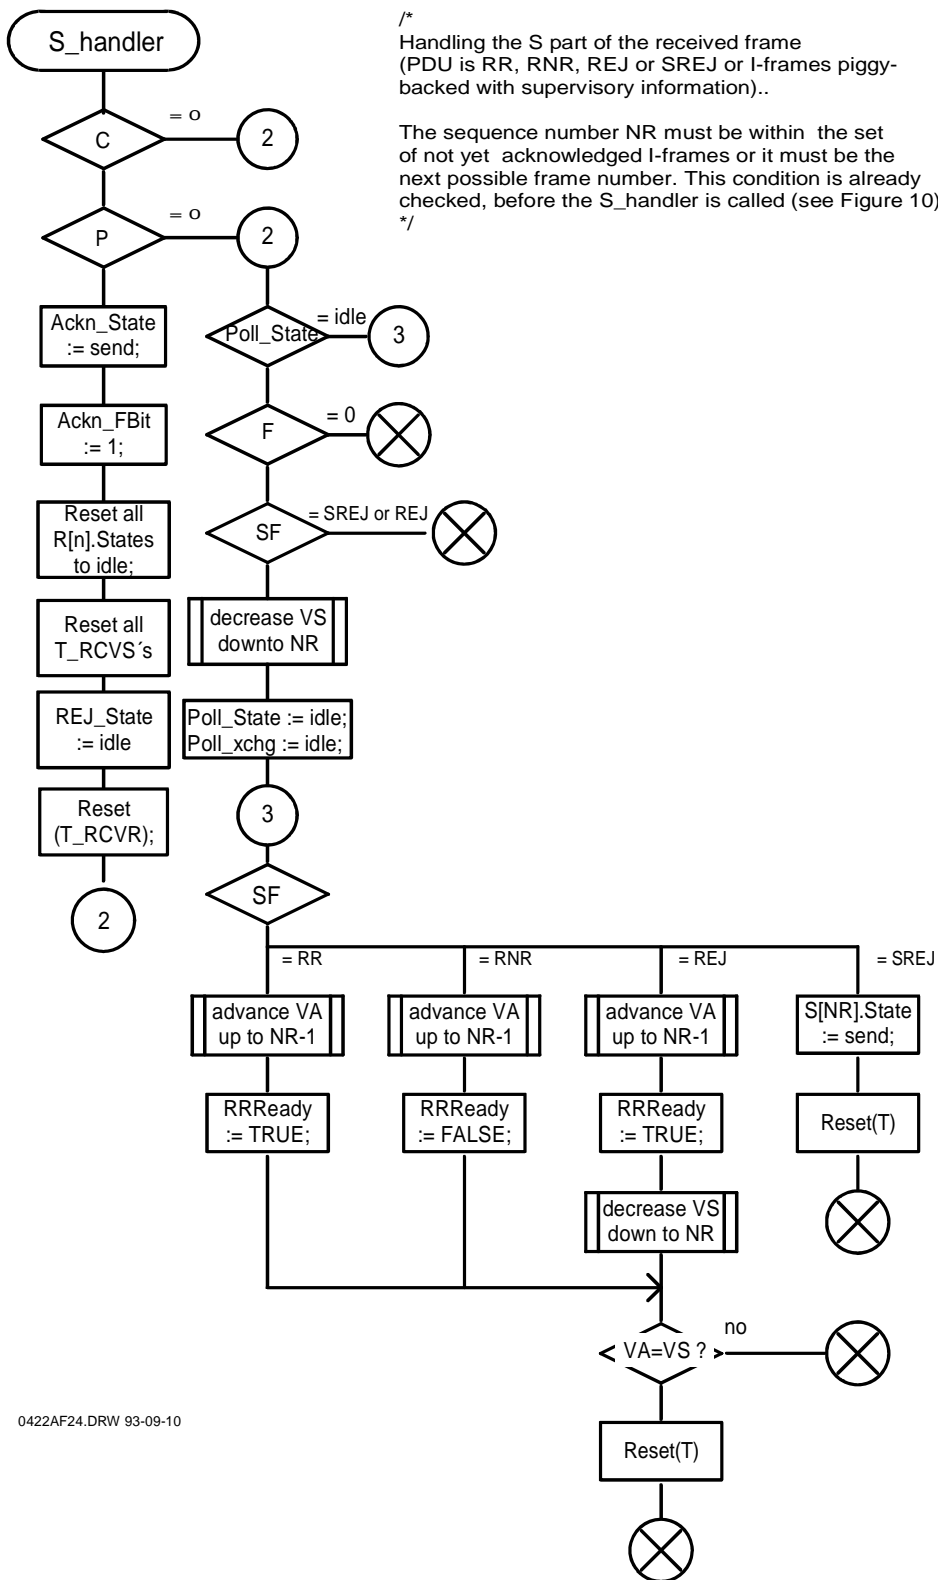 S_handler
/*
Handling the S part of the received frame
(PDU is RR, RNR, REJ or SREJ or I-frames piggy-
backed with supervisory information)..
The sequence number NR must be within the set
of not yet acknowledged I-frames or it must be the
next possible frame number. This condition is already
checked, before the S_handler is called (see Figure 10)
*/
C
= 0
2
P
= 0
2
Ackn_State
:= send;
Ackn_FBit
:= 1;
Reset all
R[n].States
to idle;
Reset all
T_RCVS´s
REJ_State
:= idle
Reset
(T_RCVR);
2
Poll_State
= idle
3
F
= 0
SF
= SREJ or REJ
decrease VS
downto NR
Poll_State := idle;
Poll_xchg := idle;
3
SF
= RR
= RNR
= REJ
= SREJ
advance VA
up to NR-1
advance VA
up to NR-1
advance VA
up to NR-1
S[NR].State
:= send;
RRReady
:= TRUE;
RRReady
:= FALSE;
RRReady
:= TRUE;
Reset(T)
decrease VS
down to NR
VA=VS ?
no
Reset(T)
0422AF24.DRW 93-09-10